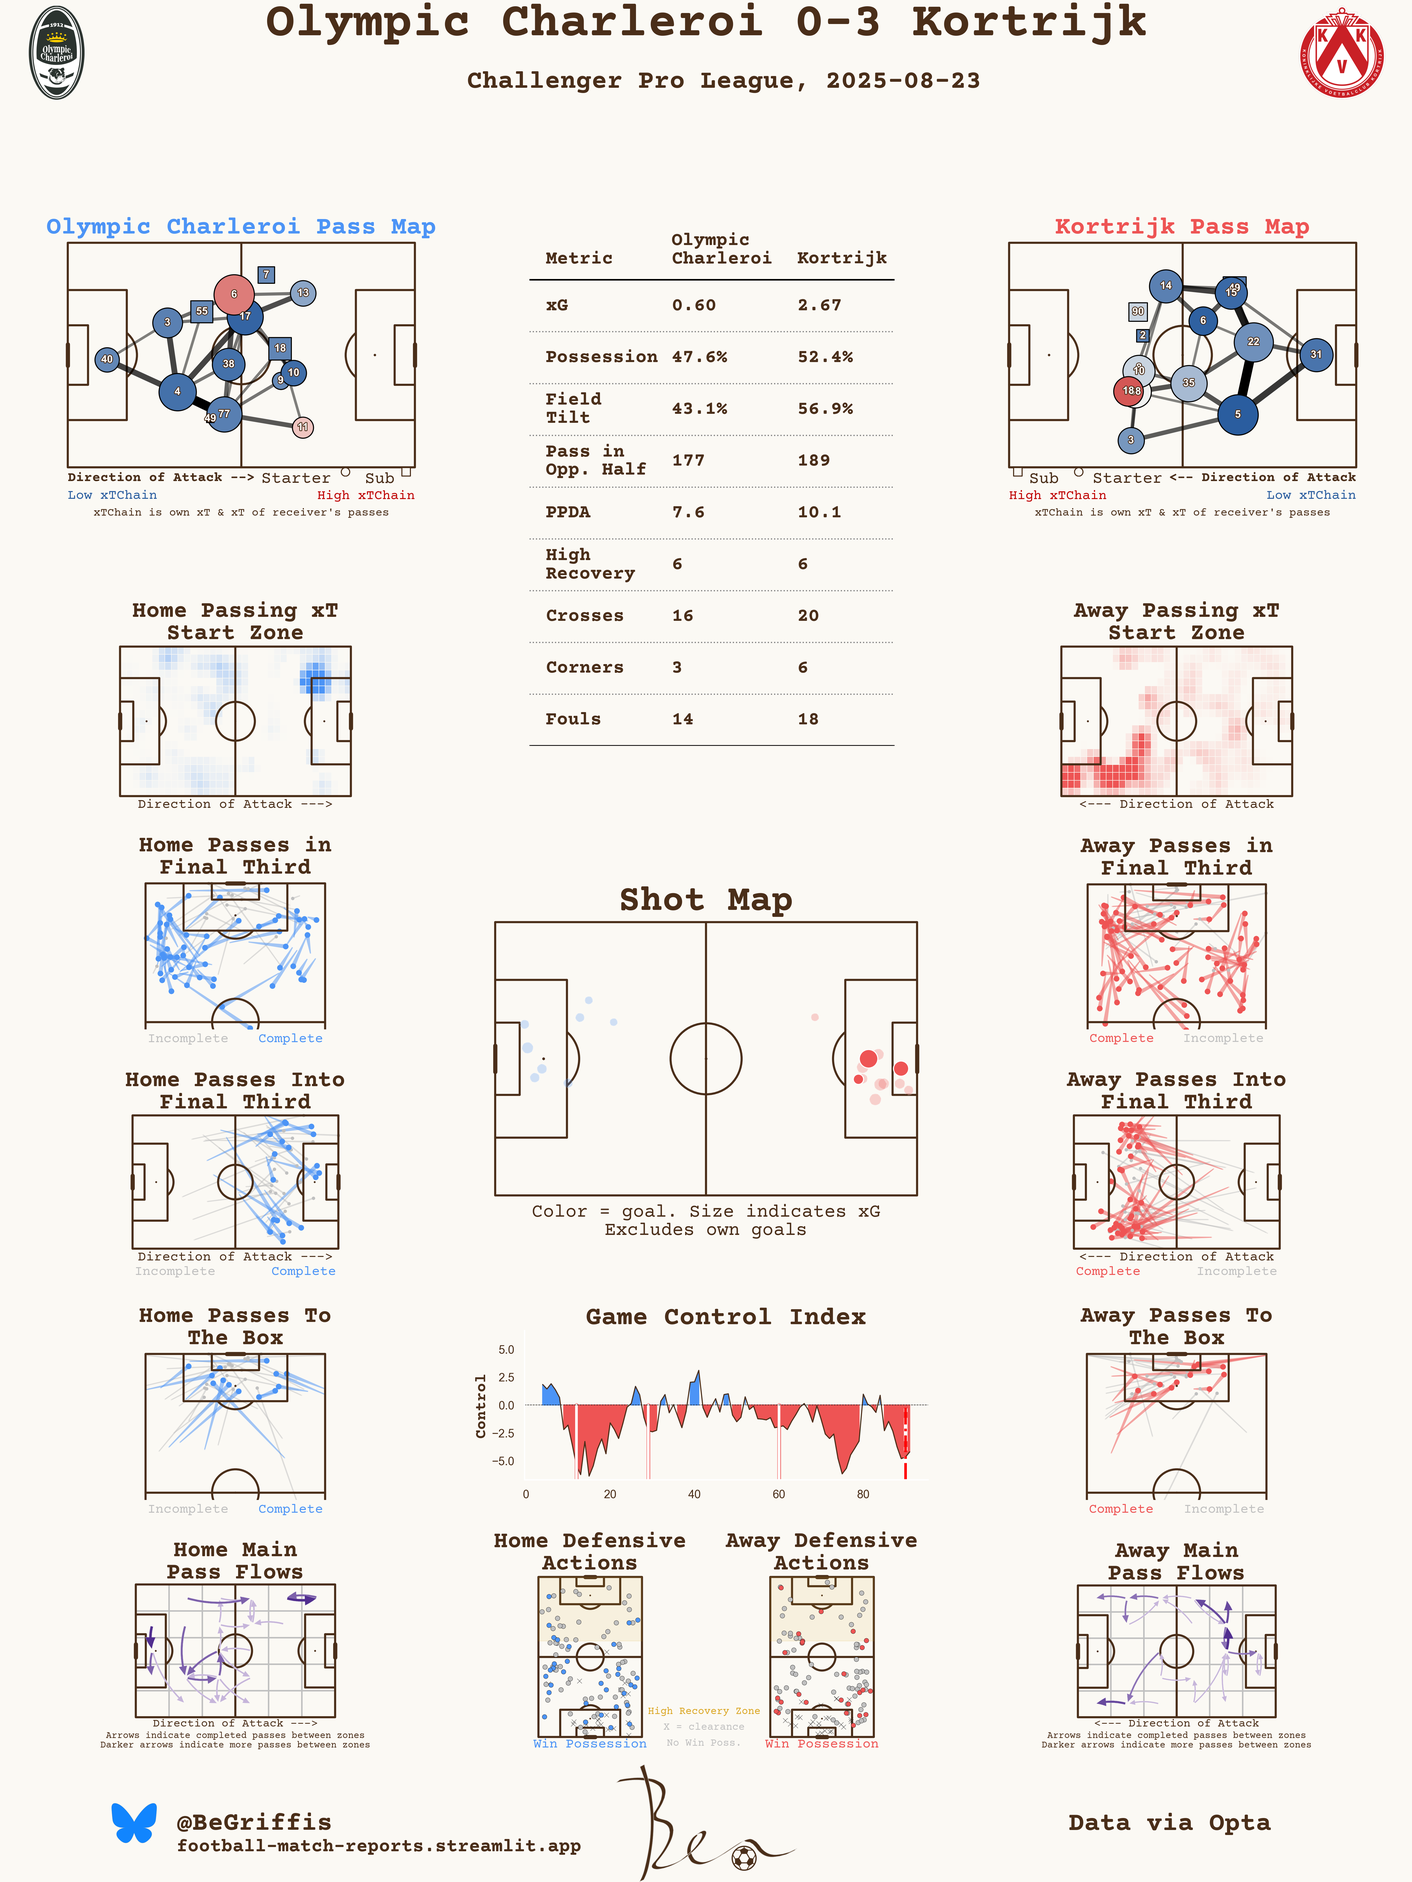 Olympic Charleroi 0-3 Kortrijk
Challenger Pro League, 2025-08-23
1912
Olympic
Charleroi
K K
V
Olympic Charleroi Pass Map
7
6
13
55
17
3
18
40
38
9
10
4
49
77
11
Direction of Attack --> Starter Sub
Low xTChain High xTChain
xTChain is own xT & xT of receiver's passes
Metric Olympic Charleroi Kortrijk
xG 0.60 2.67
Possession 47.6% 52.4%
Field Tilt 43.1% 56.9%
Pass in Opp. Half 177 189
PPDA 7.6 10.1
High Recovery 6 6
Crosses 16 20
Corners 3 6
Fouls 14 18
Kortrijk Pass Map
14
49
15
90
6
2
22
31
10
35
188
5
3
Sub Starter <-- Direction of Attack
High xTChain Low xTChain
xTChain is own xT & xT of receiver's passes
Home Passing xT
Start Zone
Direction of Attack --->
Away Passing xT
Start Zone
<--- Direction of Attack
Home Passes in
Final Third
Incomplete Complete
Away Passes in
Final Third
Complete Incomplete
Shot Map
Color = goal. Size indicates xG
Excludes own goals
Home Passes Into
Final Third
Direction of Attack --->
Incomplete Complete
Away Passes Into
Final Third
<--- Direction of Attack
Complete Incomplete
Home Passes To
The Box
Incomplete Complete
Game Control Index
Control
5.0
2.5
0.0
−2.5
−5.0
0 20 40 60 80
Away Passes To
The Box
Complete Incomplete
Home Main
Pass Flows
Direction of Attack --->
Arrows indicate completed passes between zones
Darker arrows indicate more passes between zones
Home Defensive
Actions
Win Possession
High Recovery Zone
X = clearance
No Win Poss.
Away Defensive
Actions
Win Possession
Away Main
Pass Flows
<--- Direction of Attack
Arrows indicate completed passes between zones
Darker arrows indicate more passes between zones
@BeGriffis
football-match-reports.streamlit.app
Ben
Data via Opta